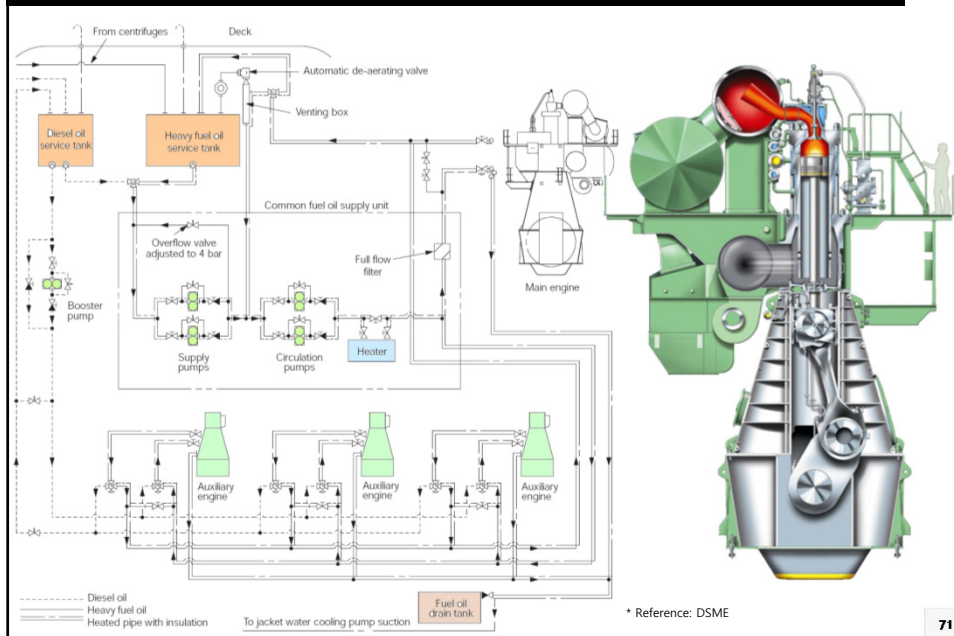 From centrifuges
Deck
Automatic de-aerating valve
Venting box
Diesel oil
service tank
Heavy fuel oil
service tank
Common fuel oil supply unit
Overflow valve
adjusted to 4 bar
Full flow
filter
Main engine
Booster
pump
Supply
pumps
Circulation
pumps
Heater
Auxiliary
engine
Auxiliary
engine
Auxiliary
engine
Diesel oil
Heavy fuel oil
Heated pipe with insulation
Fuel oil
drain tank
To jacket water cooling pump suction
* Reference: DSME
71